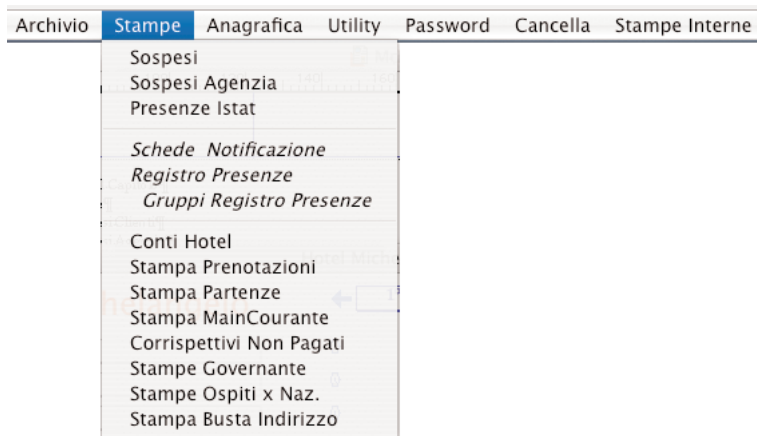 Archivio Stampe Anagrafica Utility Password Cancella Stampe Interne
Sospesi
Sospesi Agenzia
Presenze Istat
Schede Notificazione
Registro Presenze
Gruppi Registro Presenze
Conti Hotel
Stampa Prenotazioni
Stampa Partenze
Stampa MainCourante
Corrispettivi Non Pagati
Stampe Governante
Stampe Ospiti x Naz.
Stampa Busta Indirizzo